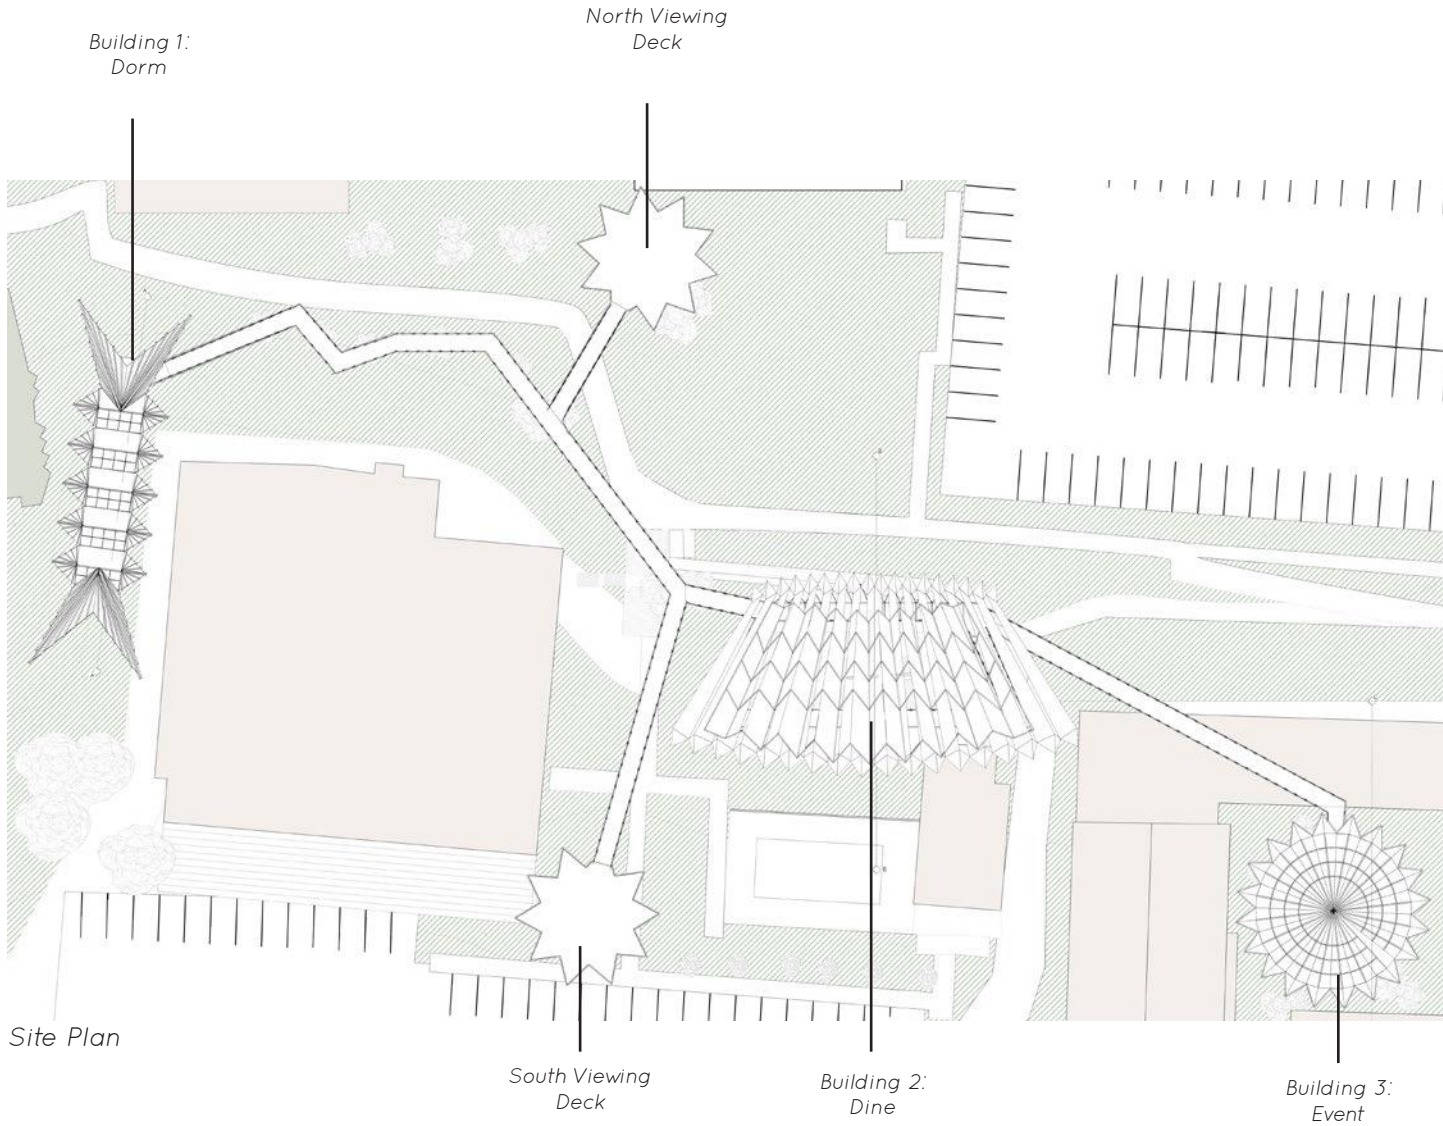 North Viewing
Deck
Building 1:
Dorm
Site Plan
South Viewing
Deck
Building 2:
Dine
Building 3:
Event